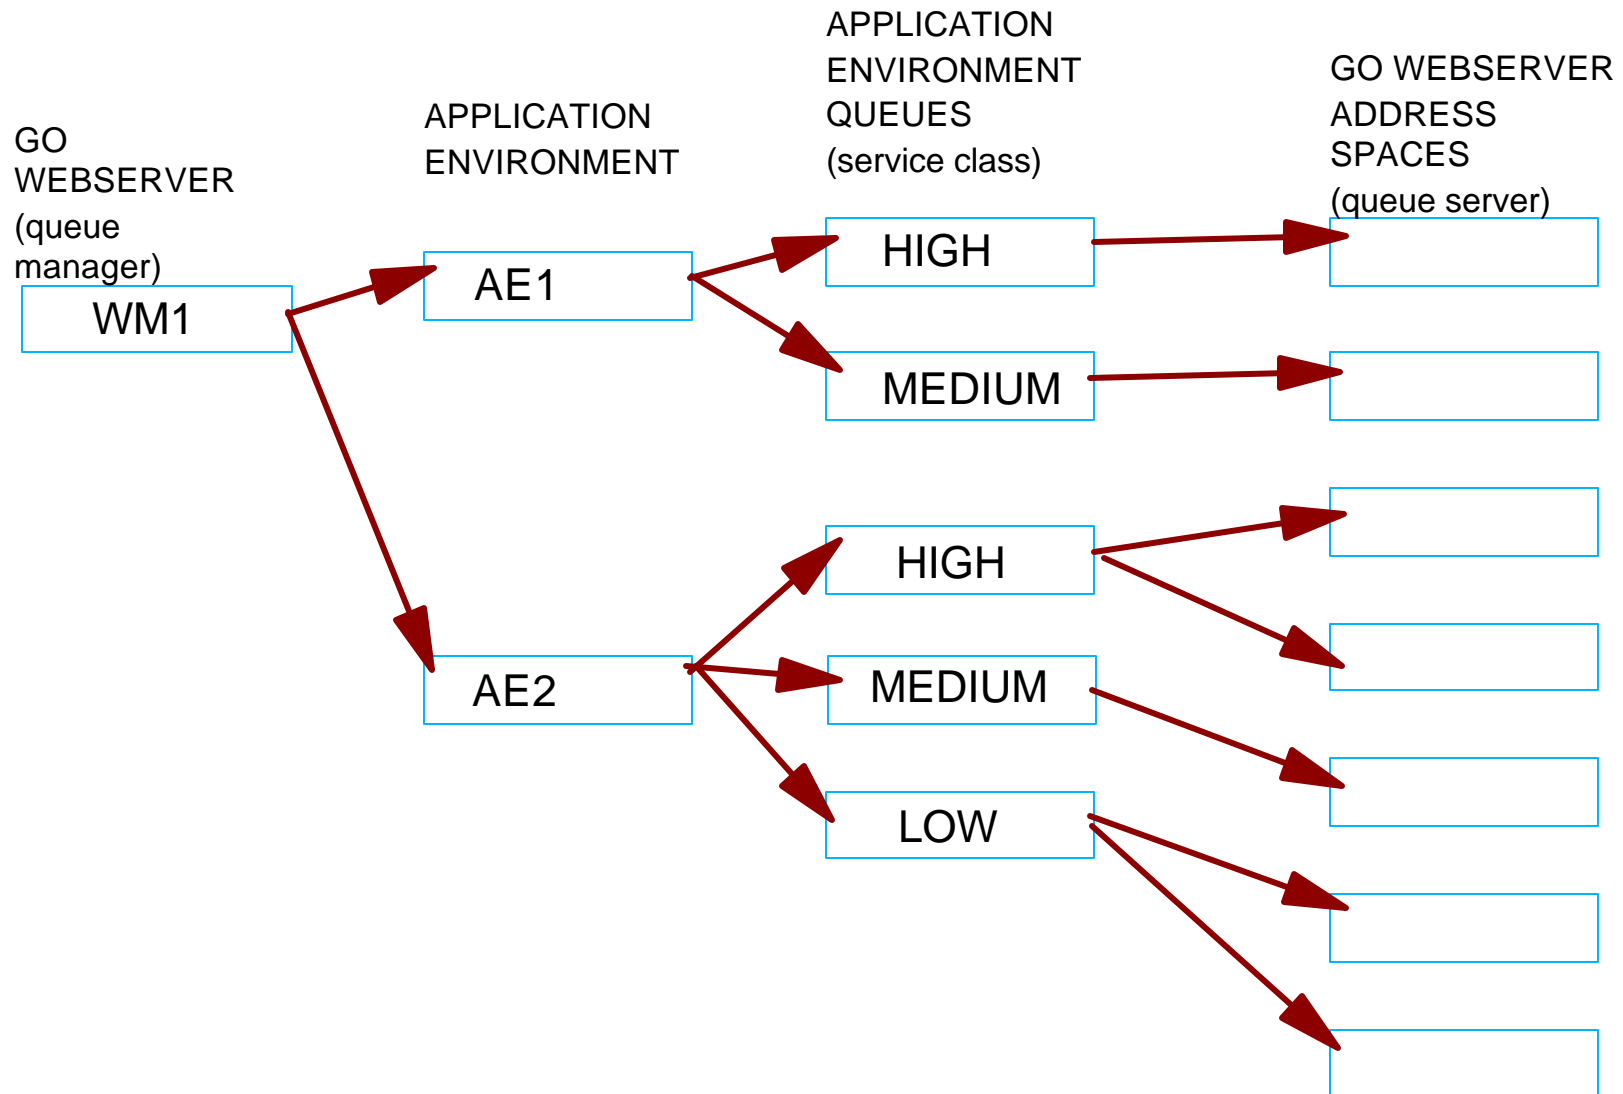 GO
WEBSERVER
(queue
manager)
WM1
APPLICATION
ENVIRONMENT
AE1
AE2
APPLICATION
ENVIRONMENT
QUEUES
(service class)
HIGH
MEDIUM
HIGH
MEDIUM
LOW
GO WEBSERVER
ADDRESS
SPACES
(queue server)